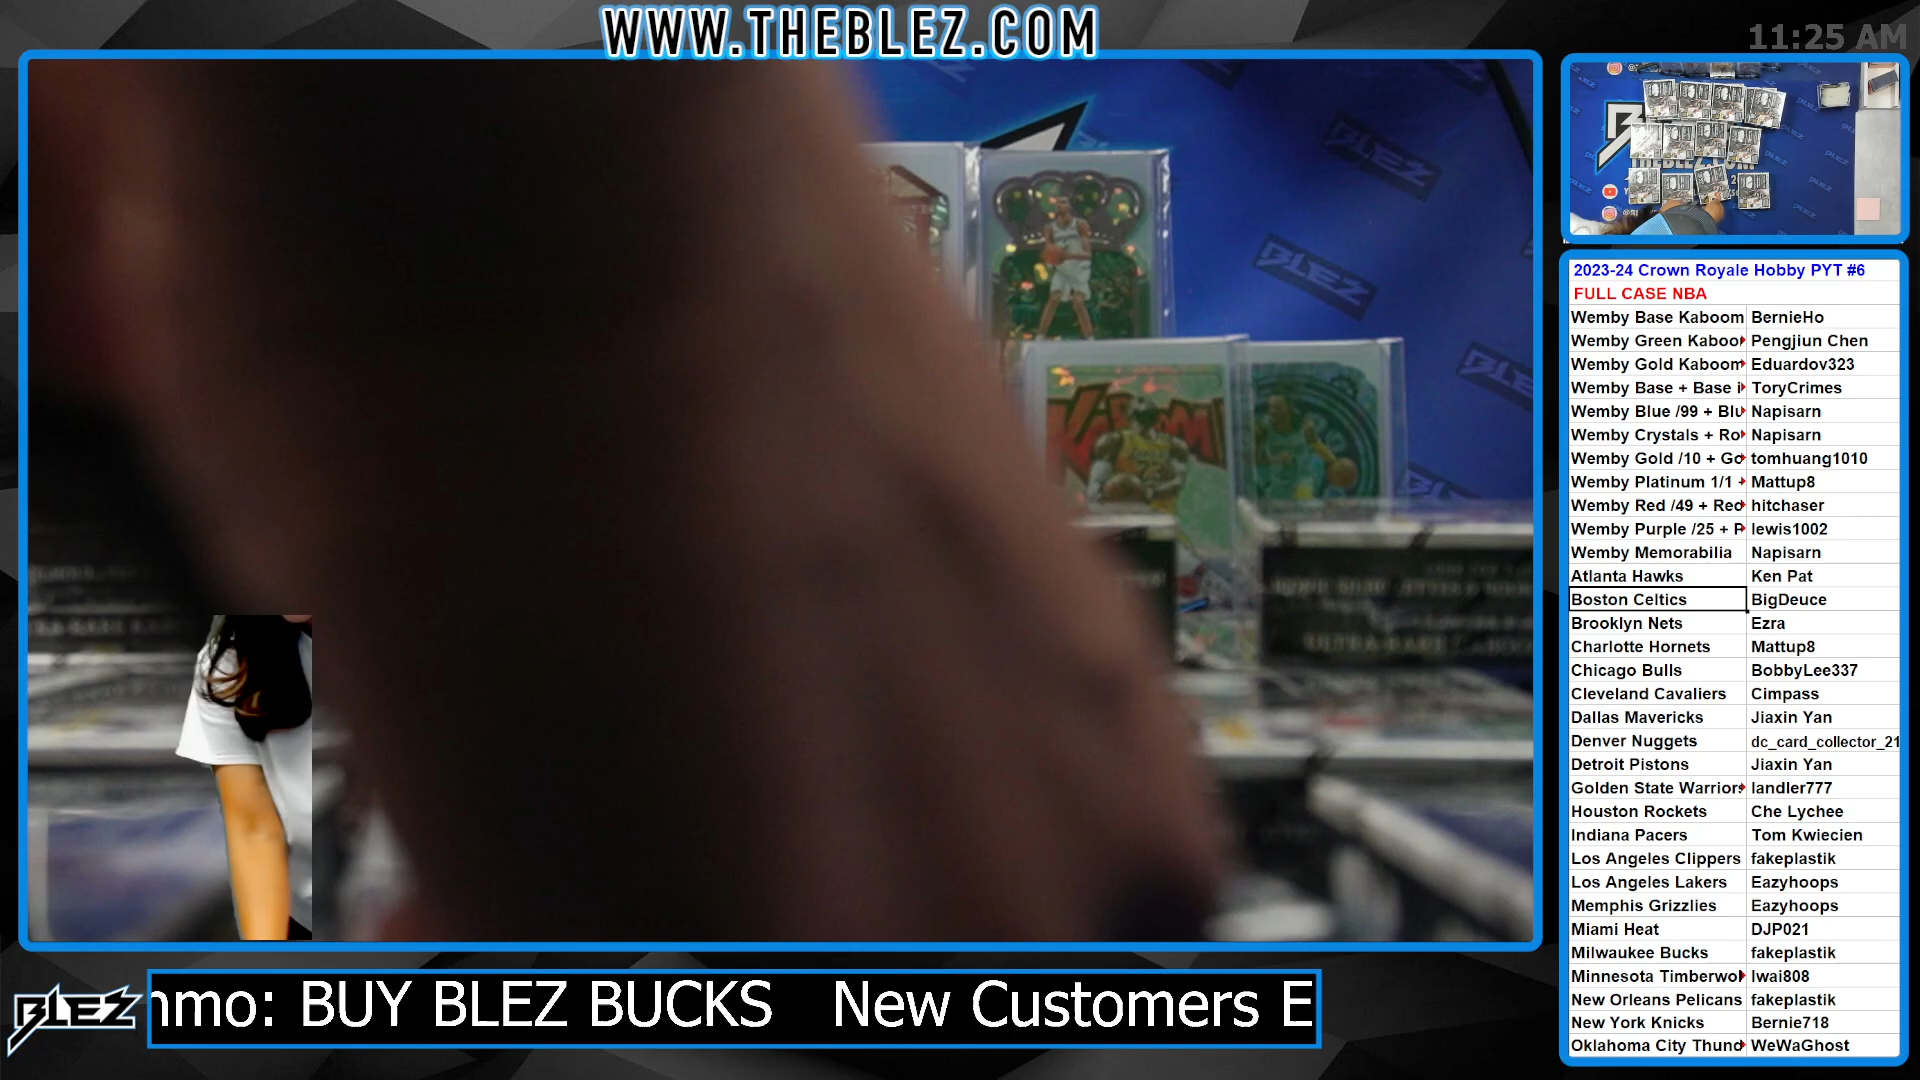 WWW.THEBLEZ.COM
11:25 AM
BLEZ
BLEZ
KABOOM
2023-24 Crown Royale Hobby PYT #6
FULL CASE NBA
Wemby Base Kaboom BernieHo
Wemby Green Kaboo Pengjiun Chen
Wemby Gold Kaboom Eduardov323
Wemby Base + Base i ToryCrimes
Wemby Blue /99 + Blu Napisarn
Wemby Crystals + Ro Napisarn
Wemby Gold /10 + Go tomhuang1010
Wemby Platinum 1/1 + Mattup8
Wemby Red /49 + Red hitchaser
Wemby Purple /25 + P lewis1002
Wemby Memorabilia Napisarn
Atlanta Hawks Ken Pat
Boston Celtics BigDeuce
Brooklyn Nets Ezra
Charlotte Hornets Mattup8
Chicago Bulls BobbyLee337
Cleveland Cavaliers Cimpass
Dallas Mavericks Jiaxin Yan
Denver Nuggets dc_card_collector_21
Detroit Pistons Jiaxin Yan
Golden State Warriors landler777
Houston Rockets Che Lychee
Indiana Pacers Tom Kwiecien
Los Angeles Clippers fakeplastik
Los Angeles Lakers Eazyhoops
Memphis Grizzlies Eazyhoops
Miami Heat DJP021
Milwaukee Bucks fakeplastik
Minnesota Timberwol lwai808
New Orleans Pelicans fakeplastik
New York Knicks Bernie718
Oklahoma City Thund WeWaGhost
BLEZ
nmo: BUY BLEZ BUCKS New Customers E